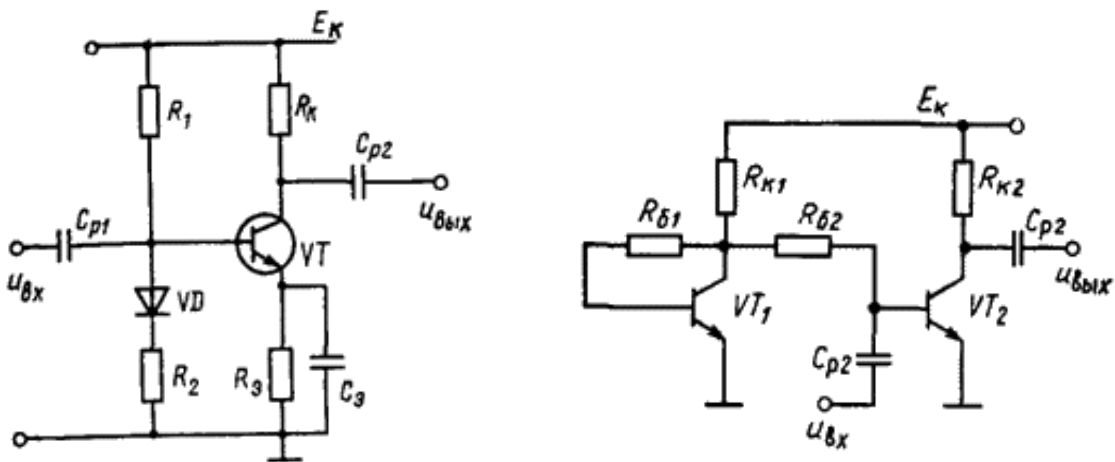 Eк
R1
Rк
Cр2
uвых
Cр1
uвх
VT
VD
R2
Rэ
Cэ
Eк
Rк1
Rк2
Rб1
Rб2
Cр2
uвых
VT1
VT2
Cр2
uвх